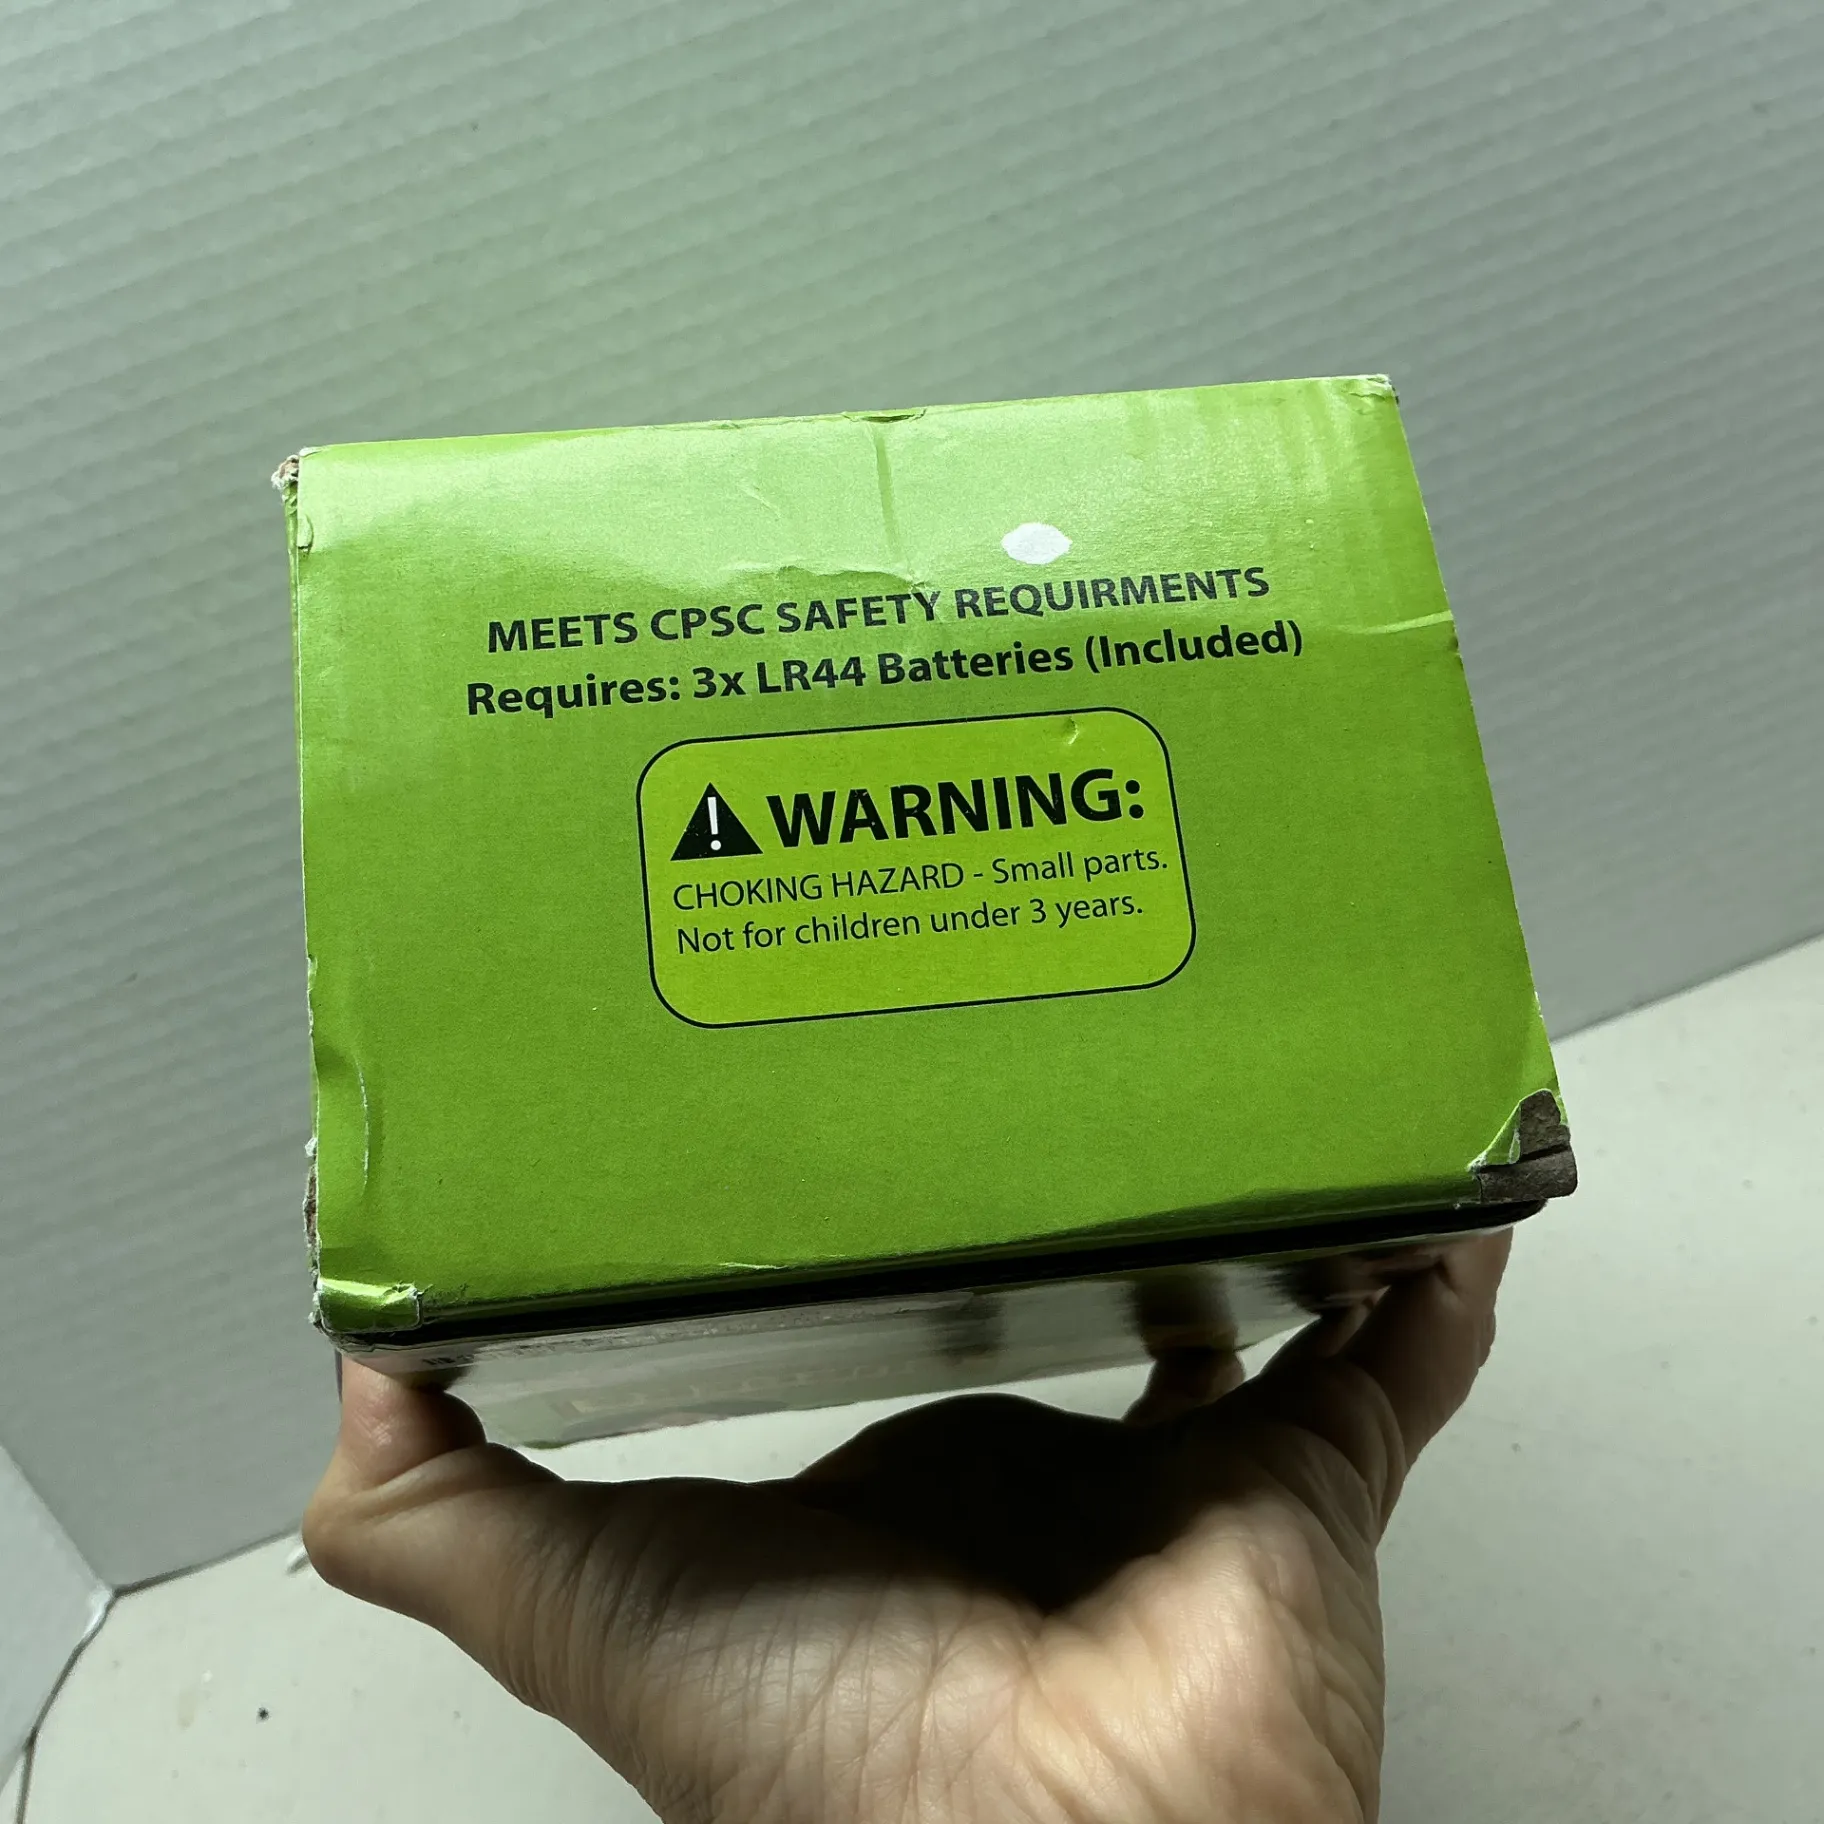 MEETS CPSC SAFETY REQUIRMENTS
Requires: 3x LR44 Batteries (Included)
WARNING:
CHOKING HAZARD - Small parts.
Not for children under 3 years.